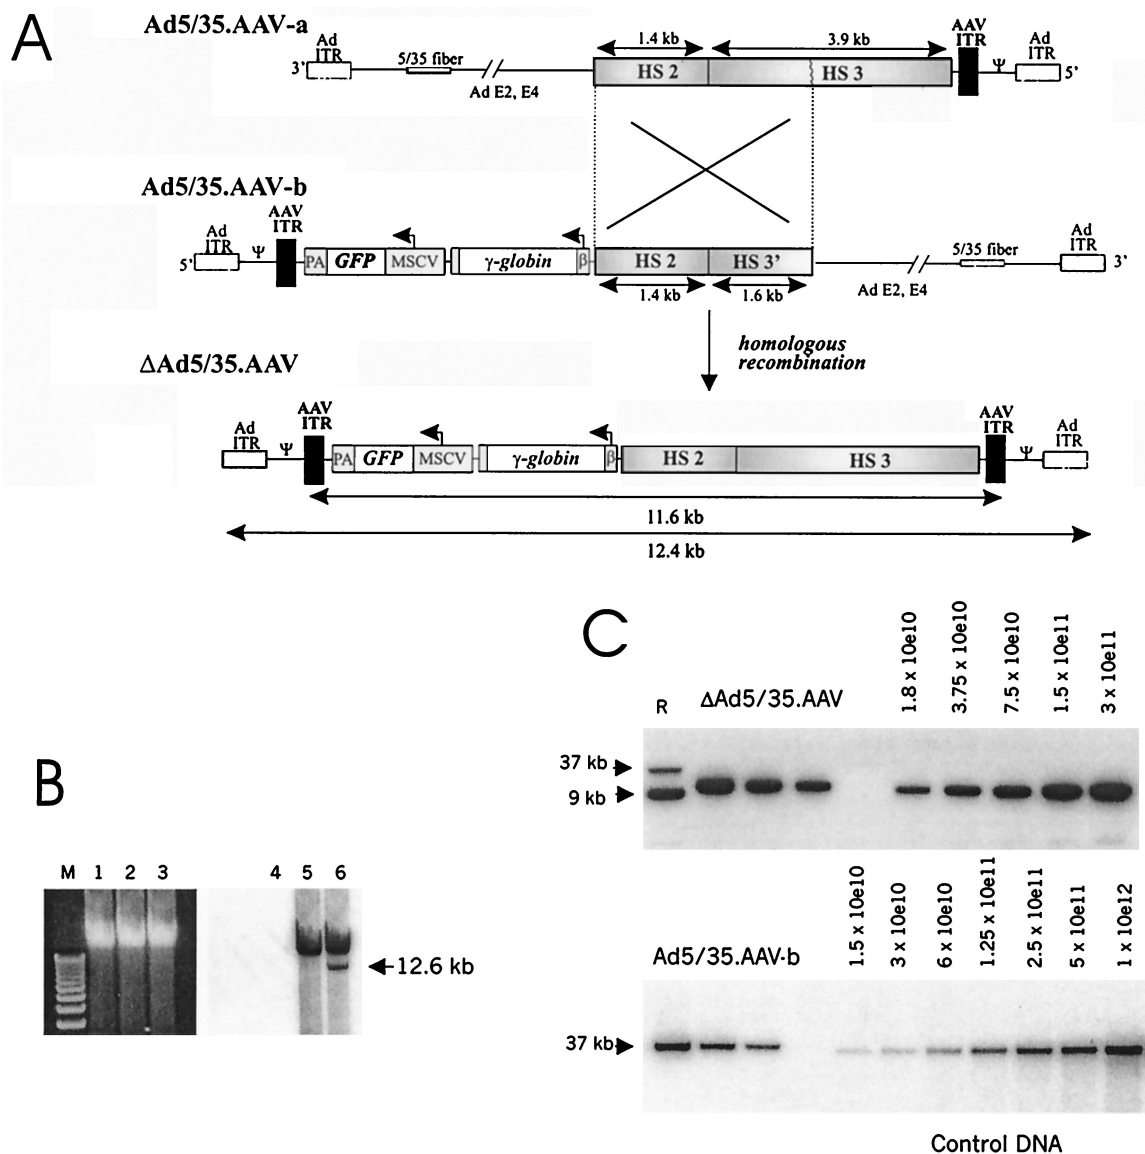 A
Ad5/35.AAV-a
Ad
ITR
3'
5/35 fiber
Ad E2, E4
1.4 kb
3.9 kb
HS 2
HS 3
AAV
ITR
Ψ
Ad
ITR
5'
Ad5/35.AAV-b
Ad
ITR
5'
Ψ
AAV
ITR
PA
GFP
MSCV
γ-globin
β
HS 2
HS 3'
1.4 kb
1.6 kb
Ad E2, E4
5/35 fiber
Ad
ITR
3'
homologous
recombination
ΔAd5/35.AAV
Ad
ITR
Ψ
AAV
ITR
PA
GFP
MSCV
γ-globin
β
HS 2
HS 3
AAV
ITR
Ψ
Ad
ITR
11.6 kb
12.4 kb
B
M 1 2 3 4 5 6
12.6 kb
C
R ΔAd5/35.AAV
1.8 x 10e10
3.75 x 10e10
7.5 x 10e10
1.5 x 10e11
3 x 10e11
37 kb
9 kb
Ad5/35.AAV-b
1.5 x 10e10
3 x 10e10
6 x 10e10
1.25 x 10e11
2.5 x 10e11
5 x 10e11
1 x 10e12
37 kb
Control DNA